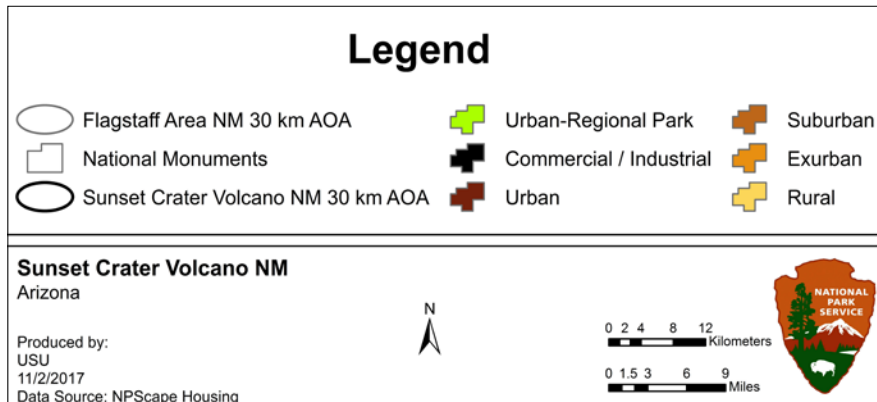 Legend
Flagstaff Area NM 30 km AOA
National Monuments
Sunset Crater Volcano NM 30 km AOA
Urban-Regional Park
Commercial / Industrial
Urban
Suburban
Exurban
Rural
Sunset Crater Volcano NM
Arizona
Produced by:
USU
11/2/2017
Data Source: NPScape Housing
N
0 2 4 8 12
Kilometers
0 1.5 3 6 9
Miles
NATIONAL
PARK
SERVICE